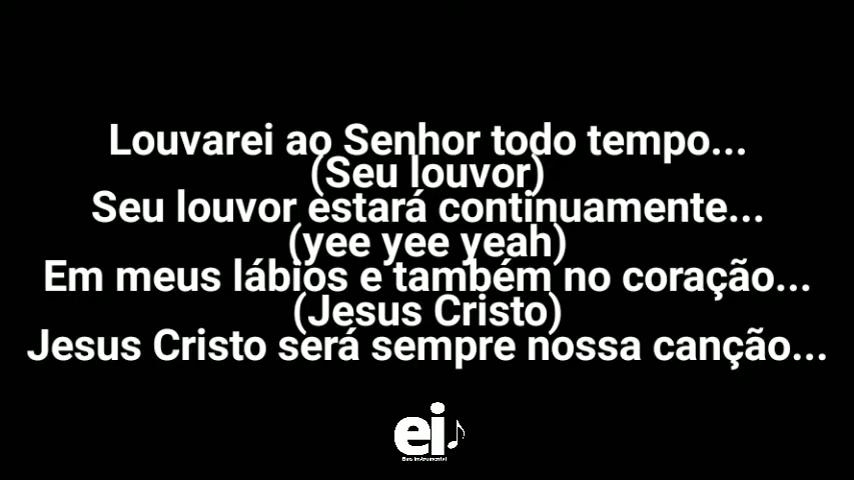 Louvarei ao Senhor todo tempo...
(Seu louvor)
Seu louvor estará continuamente...
(yee yee yeah)
Em meus lábios e também no coração...
(Jesus Cristo)
Jesus Cristo será sempre nossa canção...
ei